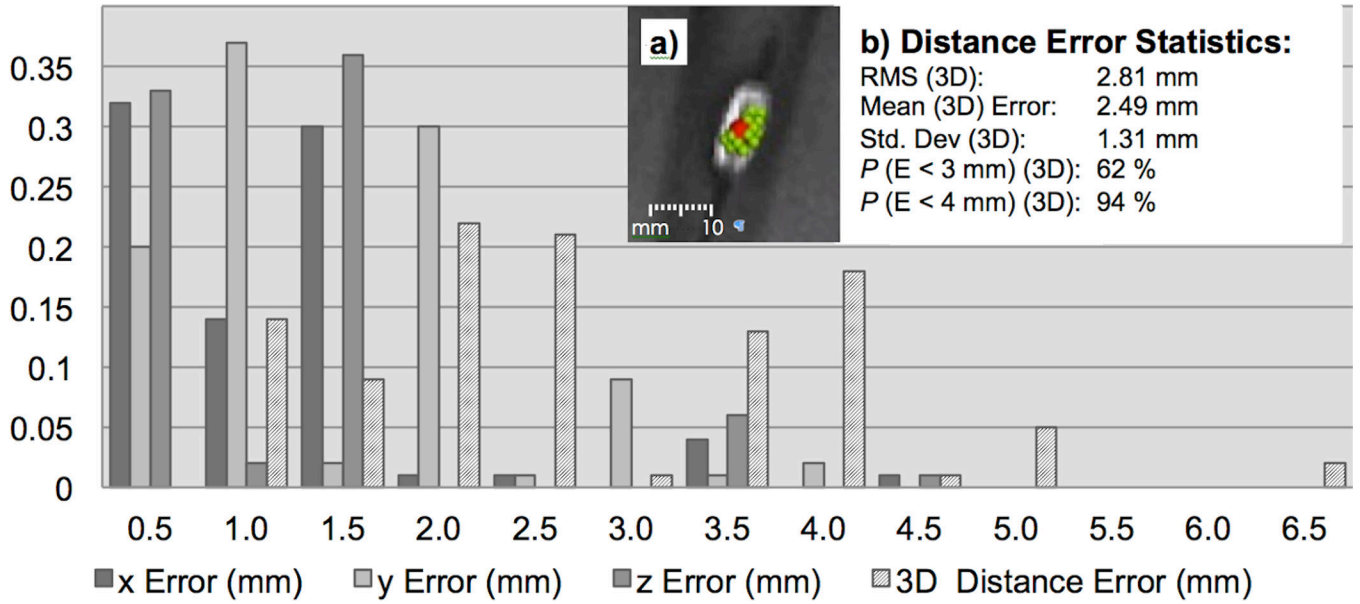 a)
mm 10
b) Distance Error Statistics:
RMS (3D): 2.81 mm
Mean (3D) Error: 2.49 mm
Std. Dev (3D): 1.31 mm
P (E < 3 mm) (3D): 62 %
P (E < 4 mm) (3D): 94 %
0.35
0.3
0.25
0.2
0.15
0.1
0.05
0
0.5 1.0 1.5 2.0 2.5 3.0 3.5 4.0 4.5 5.0 5.5 6.0 6.5
x Error (mm) y Error (mm) z Error (mm) 3D Distance Error (mm)